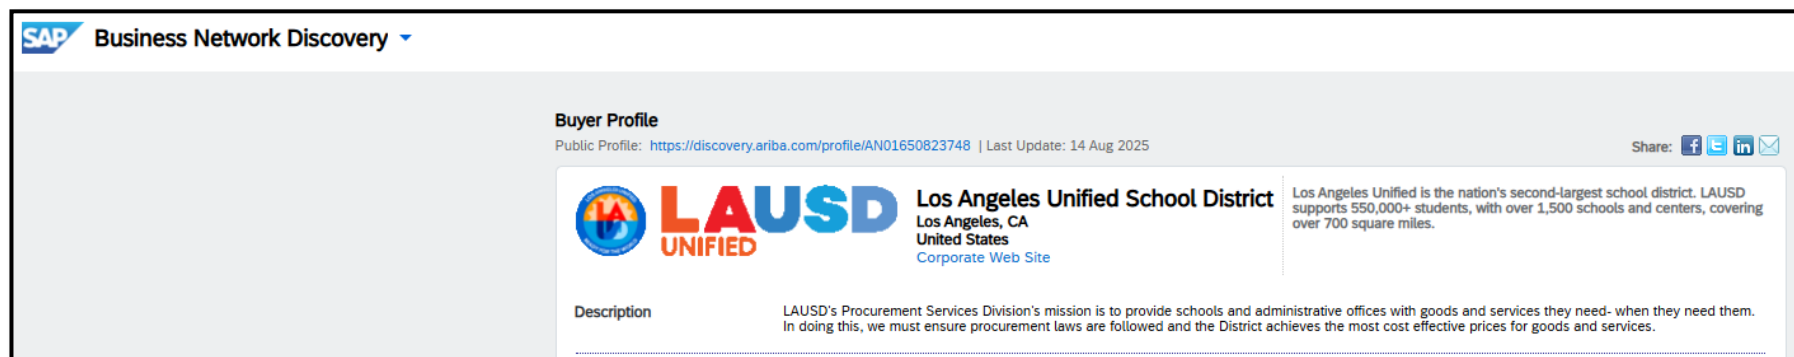 SAP Business Network Discovery
Buyer Profile
Public Profile: https://discovery.ariba.com/profile/AN01650823748 | Last Update: 14 Aug 2025
Share:
LAUSD
UNIFIED
Los Angeles Unified School District
Los Angeles, CA
United States
Corporate Web Site
Los Angeles Unified is the nation's second-largest school district. LAUSD
supports 550,000+ students, with over 1,500 schools and centers, covering
over 700 square miles.
Description
LAUSD's Procurement Services Division's mission is to provide schools and administrative offices with goods and services they need- when they need them.
In doing this, we must ensure procurement laws are followed and the District achieves the most cost effective prices for goods and services.